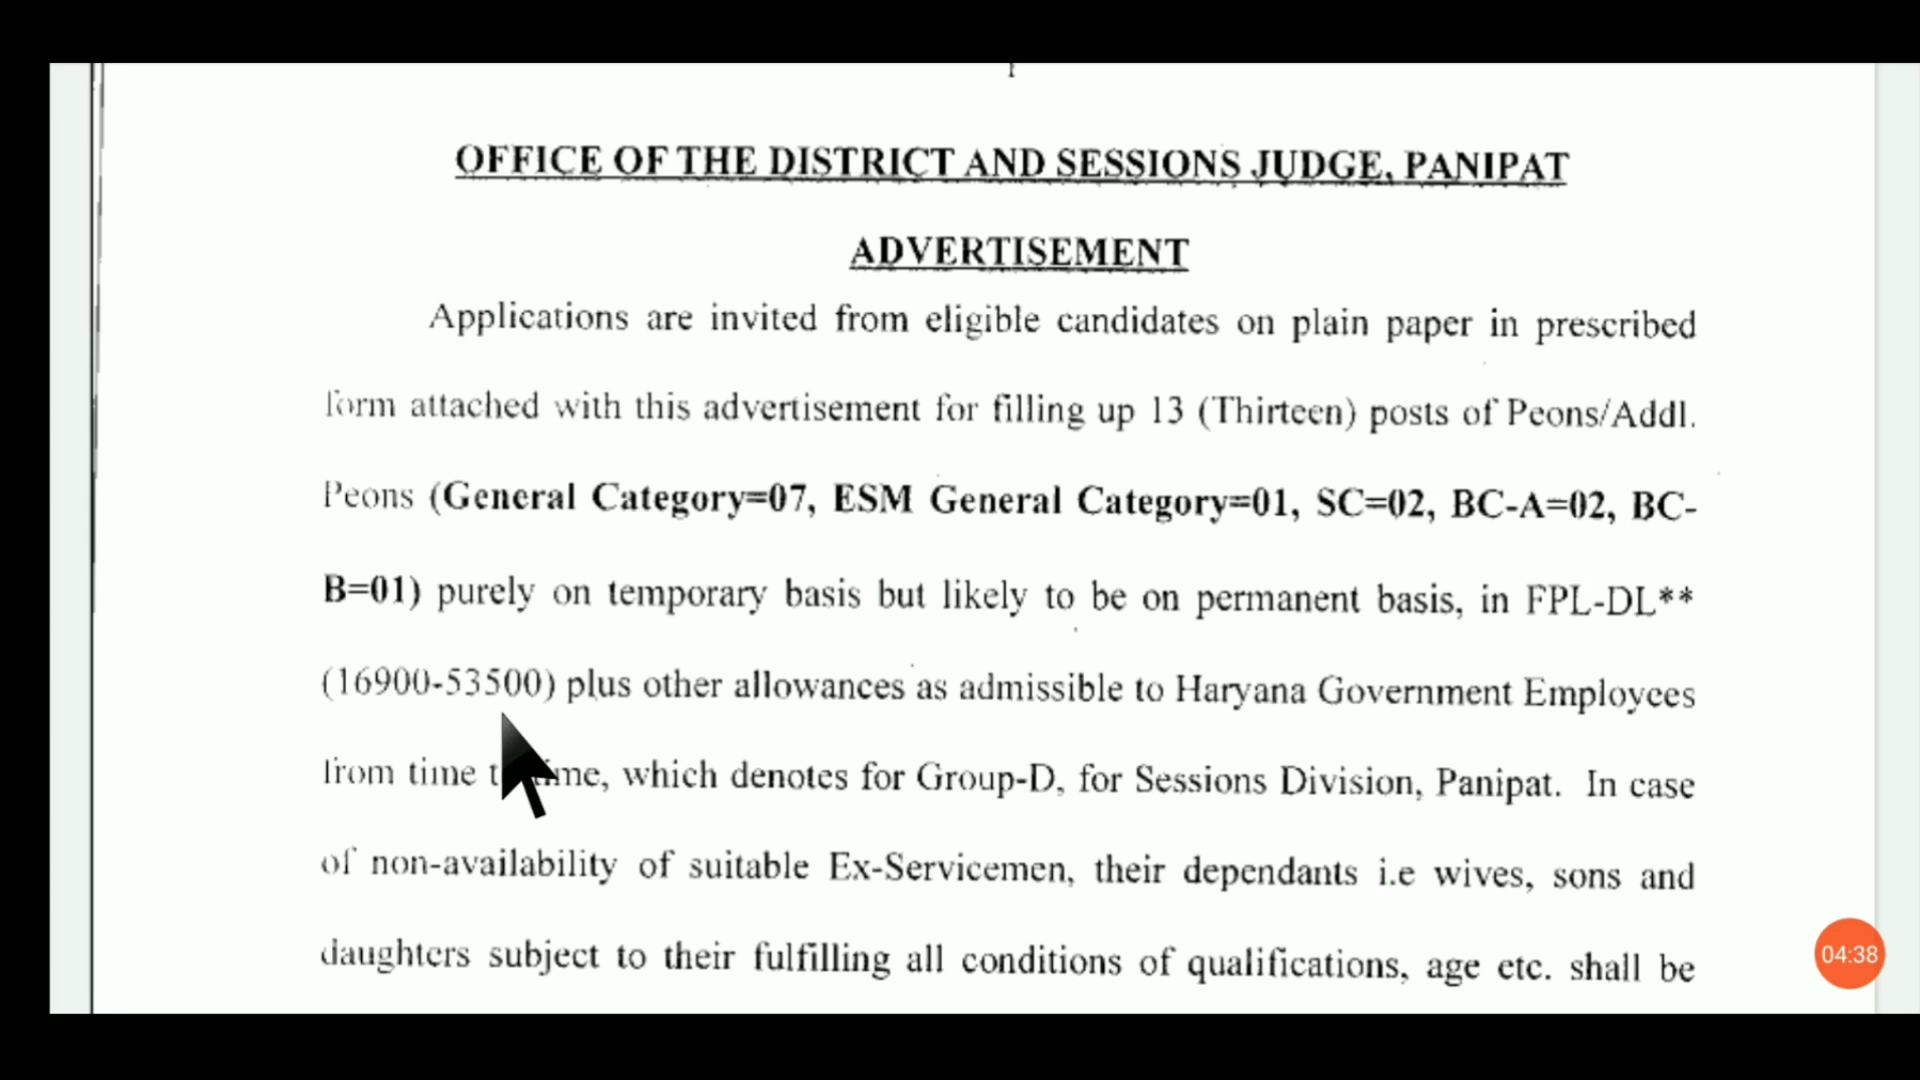 OFFICE OF THE DISTRICT AND SESSIONS JUDGE, PANIPAT
ADVERTISEMENT
Applications are invited from eligible candidates on plain paper in prescribed
form attached with this advertisement for filling up 13 (Thirteen) posts of Peons/Addl.
Peons (General Category=07, ESM General Category=01, SC=02, BC-A=02, BC-
B=01) purely on temporary basis but likely to be on permanent basis, in FPL-DL**
(16900-53500) plus other allowances as admissible to Haryana Government Employees
from time time, which denotes for Group-D, for Sessions Division, Panipat. In case
of non-availability of suitable Ex-Servicemen, their dependants i.e wives, sons and
daughters subject to their fulfilling all conditions of qualifications, age etc. shall be
04:38